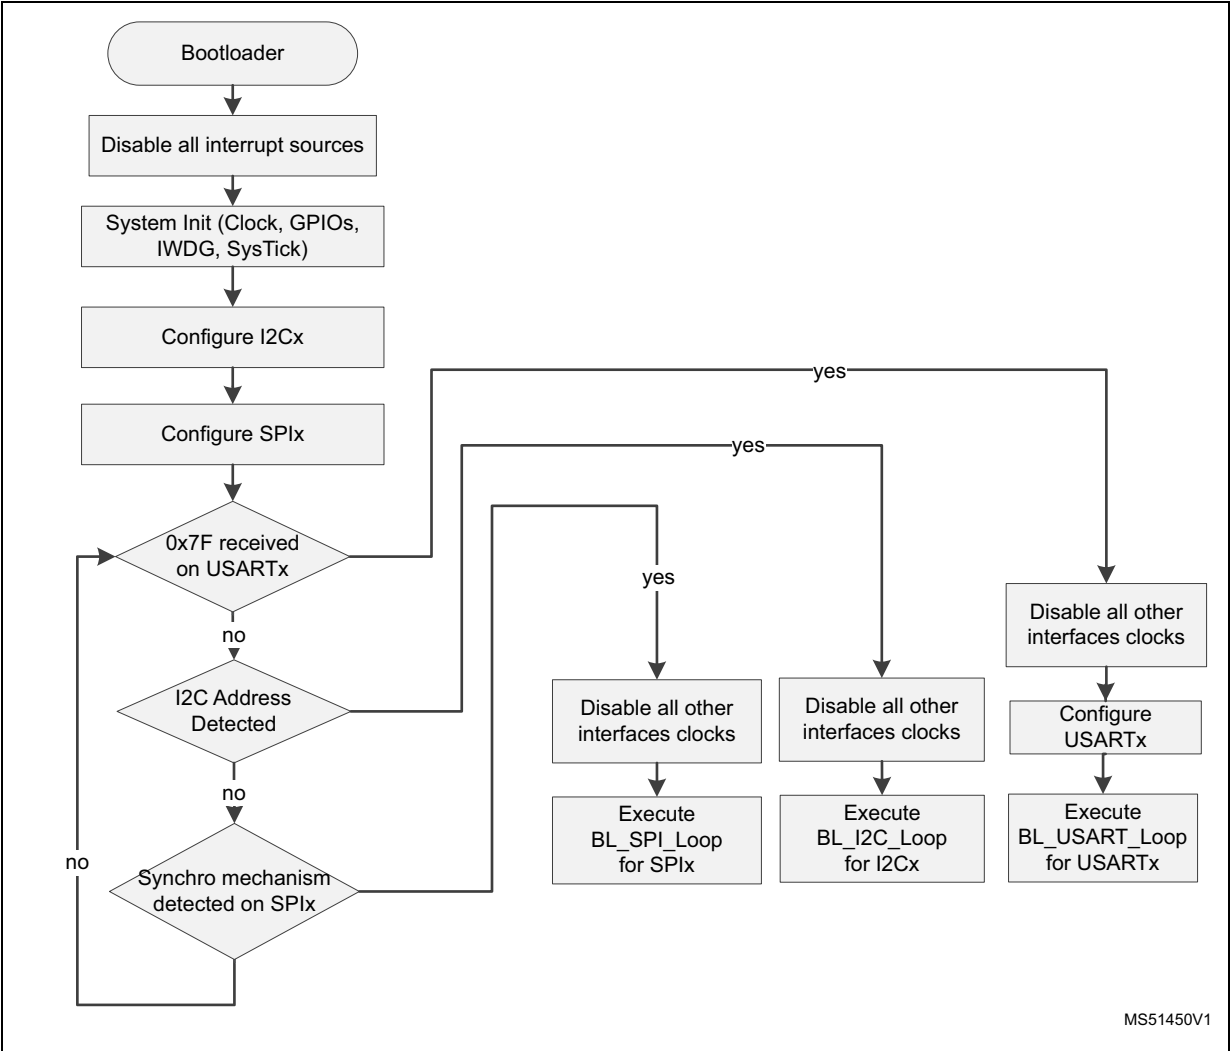 Bootloader
Disable all interrupt sources
System Init (Clock, GPIOs,
IWDG, SysTick)
Configure I2Cx
Configure SPIx
0x7F received
on USARTx
no
I2C Address
Detected
no
Synchro mechanism
detected on SPIx
no
yes
yes
yes
Disable all other
interfaces clocks
Execute
BL_SPI_Loop
for SPIx
Disable all other
interfaces clocks
Execute
BL_I2C_Loop
for I2Cx
Disable all other
interfaces clocks
Configure
USARTx
Execute
BL_USART_Loop
for USARTx
MS51450V1